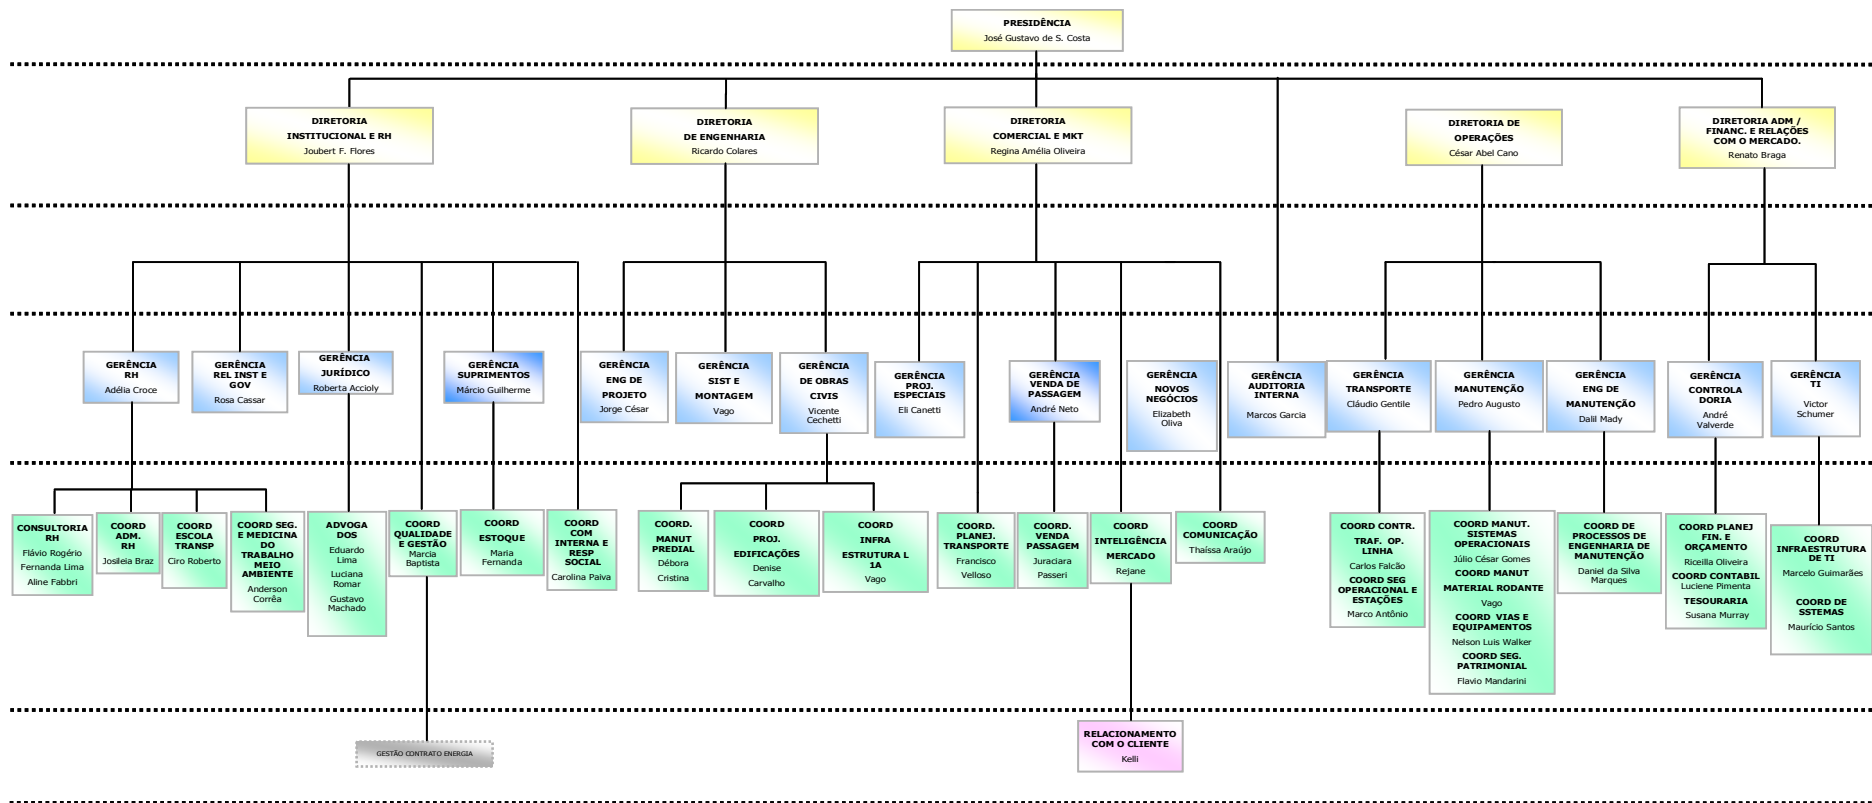 PRESIDÊNCIA
José Gustavo de S. Costa
DIRETORIA
INSTITUCIONAL E RH
Joubert F. Flores
DIRETORIA
DE ENGENHARIA
Ricardo Colares
DIRETORIA
COMERCIAL E MKT
Regina Amélia Oliveira
DIRETORIA DE
OPERAÇÕES
César Abel Cano
DIRETORIA ADM /
FINANC. E RELAÇÕES
COM O MERCADO.
Renato Braga
GERÊNCIA
RH
Adélia Croce
GERÊNCIA
REL INST E
GOV
Rosa Cassar
GERÊNCIA
JURÍDICO
Roberta Accioly
GERÊNCIA
SUPRIMENTOS
Márcio Guilherme
GERÊNCIA
ENG DE
PROJETO
Jorge César
GERÊNCIA
SIST E
MONTAGEM
Vago
GERÊNCIA
DE OBRAS
CIVIS
Vicente
Cechetti
GERÊNCIA
PROJ.
ESPECIAIS
Eli Canetti
GERÊNCIA
VENDA DE
PASSAGEM
André Neto
GERÊNCIA
NOVOS
NEGÓCIOS
Elizabeth
Oliva
GERÊNCIA
AUDITORIA
INTERNA
Marcos Garcia
GERÊNCIA
TRANSPORTE
Cláudio Gentile
GERÊNCIA
MANUTENÇÃO
Pedro Augusto
GERÊNCIA
ENG DE
MANUTENÇÃO
Dalil Mady
GERÊNCIA
CONTROLA
DORIA
André
Valverde
GERÊNCIA
TI
Victor
Schumer
CONSULTORIA
RH
Flávio Rogério
Fernanda Lima
Aline Fabbri
COORD
ADM.
RH
Josileia Braz
COORD
ESCOLA
TRANSP
Ciro Roberto
COORD SEG.
E MEDICINA
DO
TRABALHO
MEIO
AMBIENTE
Anderson
Corrêa
ADVOGA
DOS
Eduardo
Lima
Luciana
Romar
Gustavo
Machado
COORD
QUALIDADE
E GESTÃO
Marcia
Baptista
COORD
ESTOQUE
Maria
Fernanda
COORD
COM
INTERNA E
RESP
SOCIAL
Carolina Paiva
COORD.
MANUT
PREDIAL
Débora
Cristina
COORD
PROJ.
EDIFICAÇÕES
Denise
Carvalho
COORD
INFRA
ESTRUTURA L
1A
Vago
COORD.
PLANEJ.
TRANSPORTE
Francisco
Velloso
COORD.
VENDA
PASSAGEM
Juraciara
Passeri
COORD
INTELIGÊNCIA
MERCADO
Rejane
COORD
COMUNICAÇÃO
Thaíssa Araújo
COORD CONTR.
TRAF. OP.
LINHA
Carlos Falcão
COORD SEG
OPERACIONAL E
ESTAÇÕES
Marco Antônio
COORD MANUT.
SISTEMAS
OPERACIONAIS
Júlio César Gomes
COORD MANUT
MATERIAL RODANTE
Vago
COORD VIAS E
EQUIPAMENTOS
Nelson Luis Walker
COORD SEG.
PATRIMONIAL
Flavio Mandarini
COORD DE
PROCESSOS DE
ENGENHARIA DE
MANUTENÇÃO
Daniel da Silva
Marques
COORD PLANEJ
FIN. E
ORÇAMENTO
Riceilla Oliveira
COORD CONTABIL
Luciene Pimenta
TESOURARIA
Susana Murray
COORD
INFRAESTRUTURA
DE TI
Marcelo Guimarães
COORD DE
SSTEMAS
Maurício Santos
GESTÃO CONTRATO ENERGIA
RELACIONAMENTO
COM O CLIENTE
Kelli